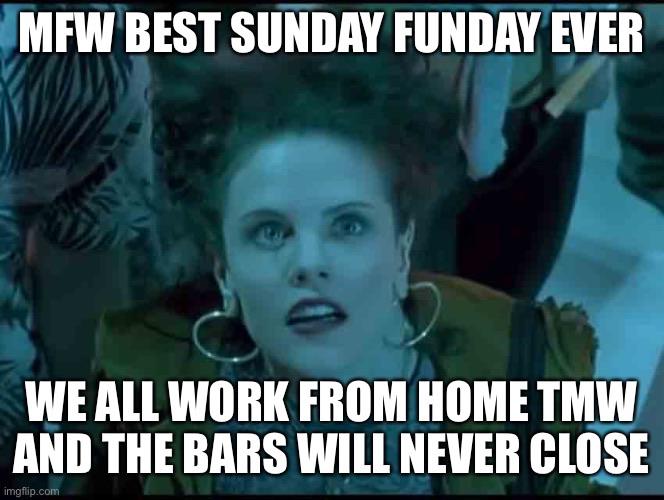 MFW BEST SUNDAY FUNDAY EVER
WE ALL WORK FROM HOME TMW
AND THE BARS WILL NEVER CLOSE
imgflip.com